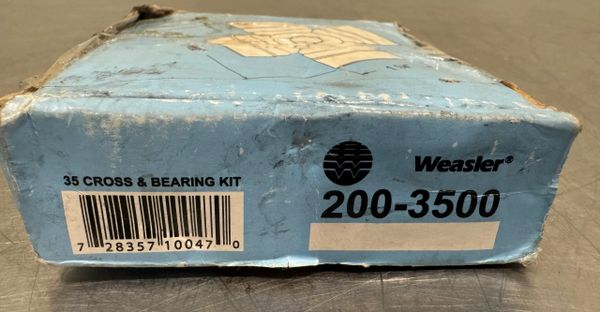 35 CROSS & BEARING KIT
7 28357 10047 0
Weasler®
200-3500